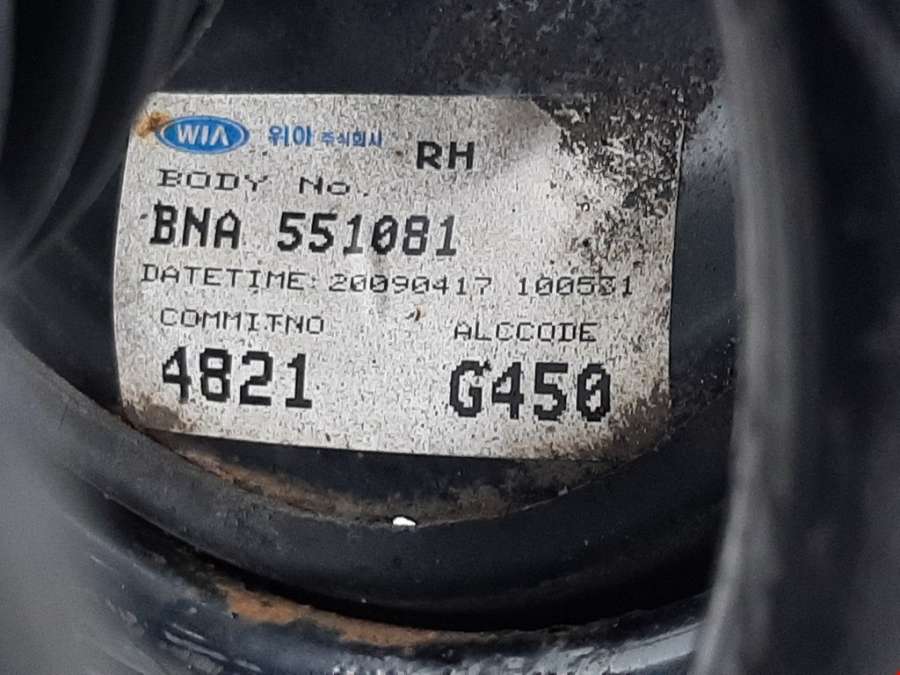 WIA 위아 주식회사 RH
BODY No.
BNA 551081
DATETIME: 20090417 100531
COMMITNO ALCCODE
4821 G450